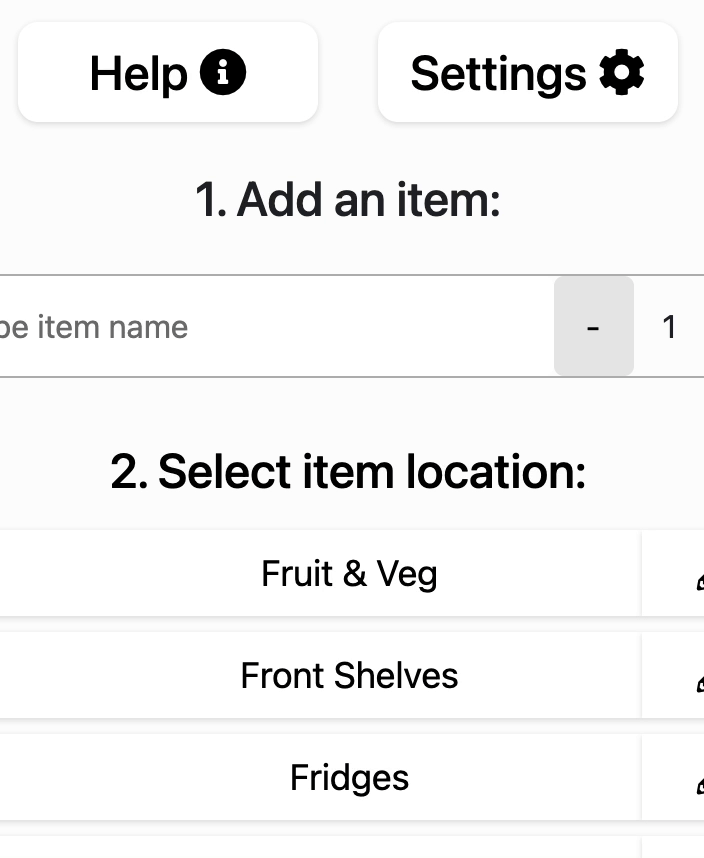 Help
Settings
1. Add an item:
pe item name - 1
2. Select item location:
Fruit & Veg
Front Shelves
Fridges